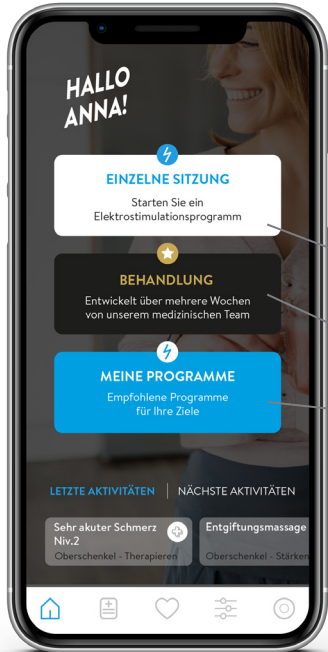 HALLO
ANNA!
EINZELNE SITZUNG
Starten Sie ein
Elektrostimulationsprogramm
BEHANDLUNG
Entwickelt über mehrere Wochen
von unserem medizinischen Team
MEINE PROGRAMME
Empfohlene Programme
für Ihre Ziele
LETZTE AKTIVITÄTEN | NÄCHSTE AKTIVITÄTEN
Sehr akuter Schmerz
Niv.2
Oberschenkel - Therapieren
Entgiftungsmassage
Oberschenkel - Stärken